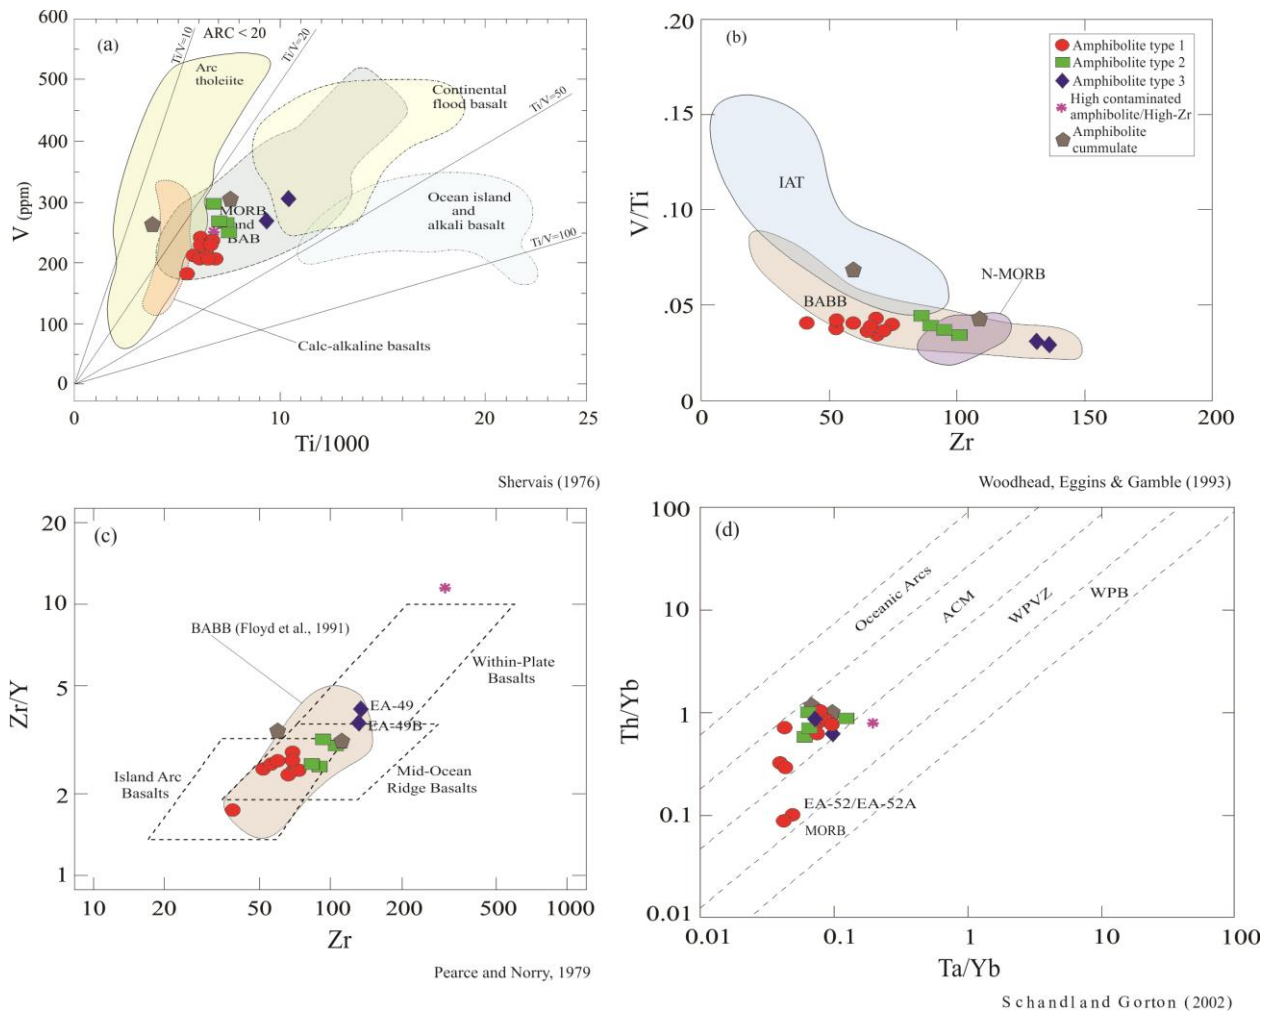 (a)
ARC < 20
Ti/V=10
Ti/V=20
Ti/V=50
Ti/V=100
Arc
tholeiite
Continental
flood basalt
MORB
and
BAB
Ocean island
and
alkali basalt
Calc-alkaline basalts
V (ppm)
600
500
400
300
200
100
0
0
10
20
25
Ti/1000
Shervais (1976)
(b)
Amphibolite type 1
Amphibolite type 2
Amphibolite type 3
High contaminated
amphibolite/High-Zr
Amphibolite
cummulate
IAT
BABB
N-MORB
V/Ti
.20
.15
.10
.05
0
0
50
100
150
200
Zr
Woodhead, Eggins & Gamble (1993)
(c)
BABB (Floyd et al., 1991)
Within-Plate
Basalts
EA-49
EA-49B
Island Arc
Basalts
Mid-Ocean
Ridge Basalts
Zr/Y
20
10
5
2
1
10
20
50
100
200
500
1000
Zr
Pearce and Norry, 1979
(d)
Oceanic Arcs
ACM
WPVZ
WPB
EA-52/EA-52A
MORB
Th/Yb
100
10
1
0.1
0.01
0.01
0.1
1
10
100
Ta/Yb
Schandland Gorton (2002)